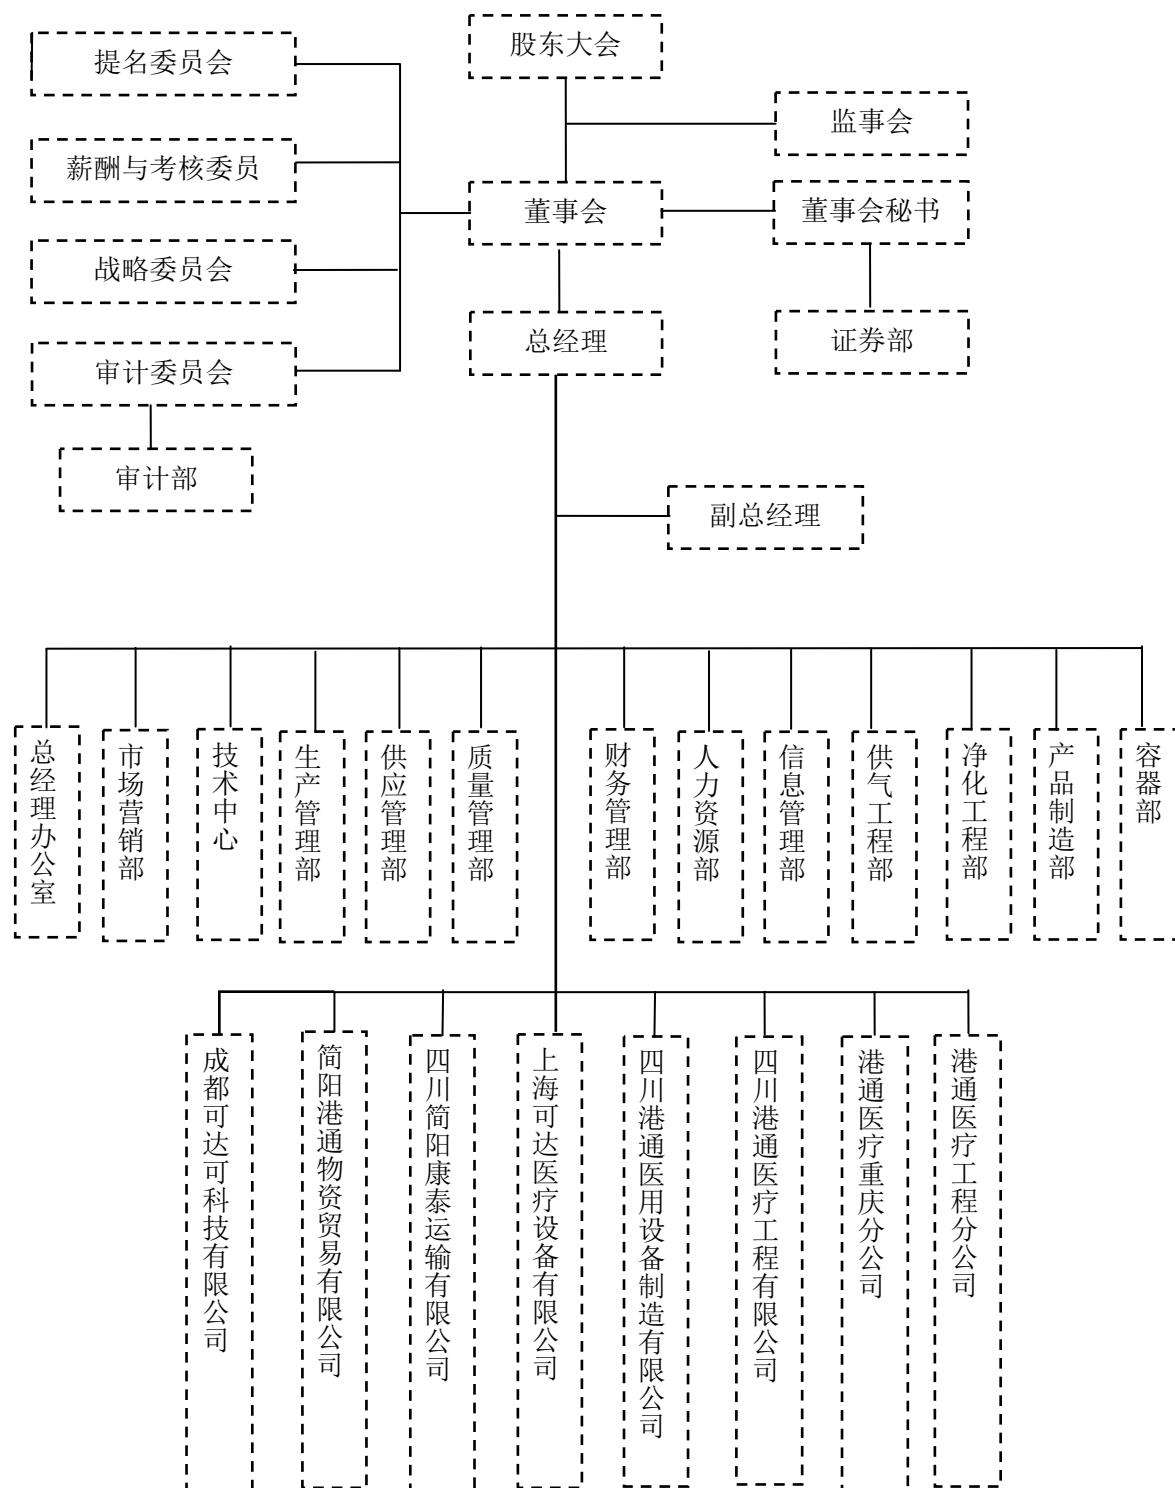 股东大会
提名委员会
监事会
薪酬与考核委员
董事会
董事会秘书
战略委员会
总经理
证券部
审计委员会
审计部
副总经理
总经理办公室
市场营销部
技术中心
生产管理部
供应管理部
质量管理部
财务管理部
人力资源部
信息管理部
供气工程部
净化工程部
产品制造部
容器部
成都可达可科技有限公司
简阳港通物资贸易有限公司
四川简阳康泰运输有限公司
上海可达医疗设备有限公司
四川港通医用设备制造有限公司
四川港通医疗工程有限公司
港通医疗重庆分公司
港通医疗工程分公司